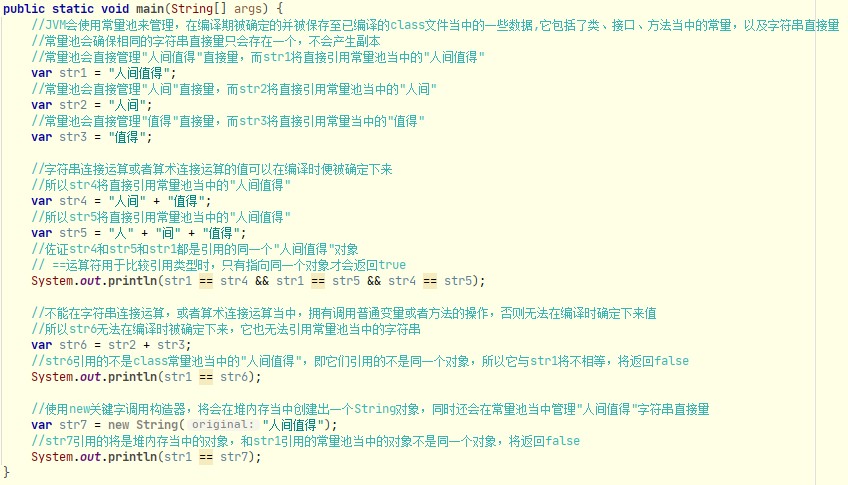 public static void main(String[] args) {
//JVM会使用常量池来管理，在编译期被确定的并被保存至已编译的class文件当中的一些数据,它包括了类、接口、方法当中的常量，以及字符串直接量
//常量池会确保相同的字符串直接量只会存在一个，不会产生副本
//常量池会直接管理"人间值得"直接量，而str1将直接引用常量池当中的"人间值得"
var str1 = "人间值得";
//常量池会直接管理"人间"直接量，而str2将直接引用常量池当中的"人间"
var str2 = "人间";
//常量池会直接管理"值得"直接量，而str3将直接引用常量当中的"值得"
var str3 = "值得";
//字符串连接运算或者算术连接运算的值可以在编译时便被确定下来
//所以str4将直接引用常量池当中的"人间值得"
var str4 = "人间" + "值得";
//所以str5将直接引用常量池当中的"人间值得"
var str5 = "人" + "间" + "值得";
//佐证str4和str5和str1都是引用的同一个"人间值得"对象
// ==运算符用于比较引用类型时，只有指向同一个对象才会返回true
System.out.println(str1 == str4 && str1 == str5 && str4 == str5);
//不能在字符串连接运算，或者算术连接运算当中，拥有调用普通变量或者方法的操作，否则无法在编译时确定下来值
//所以str6无法在编译时被确定下来，它也无法引用常量池当中的字符串
var str6 = str2 + str3;
//str6引用的不是class常量池当中的"人间值得"，即它们引用的不是同一个对象，所以它与str1将不相等，将返回false
System.out.println(str1 == str6);
//使用new关键字调用构造器，将会在堆内存当中创建出一个String对象，同时还会在常量池当中管理"人间值得"字符串直接量
var str7 = new String( original: "人间值得");
//str7引用的将是堆内存当中的对象，和str1引用的常量池当中的对象不是同一个对象，将返回false
System.out.println(str1 == str7);
}